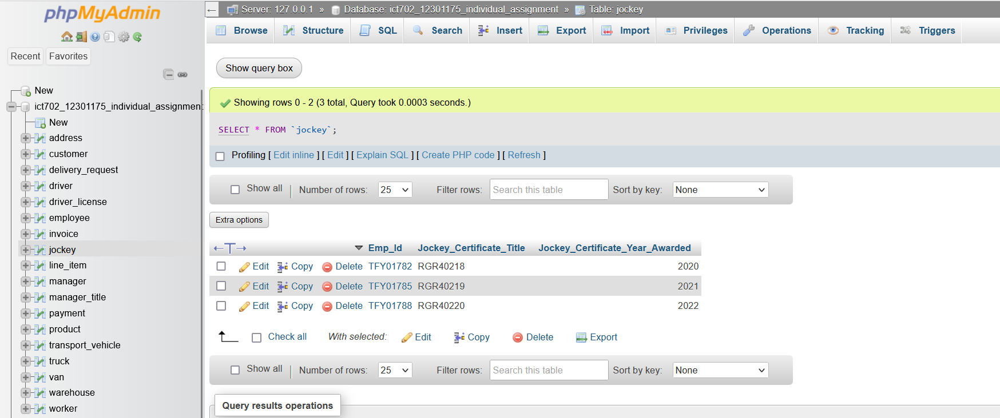 phpMyAdmin
Recent Favorites
New
ict702_12301175_individual_assignment
New
address
customer
delivery_request
driver
driver_license
employee
invoice
jockey
line_item
manager
manager_title
payment
product
transport_vehicle
truck
van
warehouse
worker
Server: 127.0.0.1 » Database: ict702_12301175_individual_assignment » Table: jockey
Browse Structure SQL Search Insert Export Import Privileges Operations Tracking Triggers
Show query box
Showing rows 0 - 2 (3 total, Query took 0.0003 seconds.)
SELECT * FROM `jockey`;
Profiling [ Edit inline ] [ Edit ] [ Explain SQL ] [ Create PHP code ] [ Refresh ]
Show all | Number of rows: 25 Filter rows: Search this table Sort by key: None
Extra options
←T→ Emp_Id Jockey_Certificate_Title Jockey_Certificate_Year_Awarded
Edit Copy Delete TFY01782 RGR40218 2020
Edit Copy Delete TFY01785 RGR40219 2021
Edit Copy Delete TFY01788 RGR40220 2022
Check all With selected: Edit Copy Delete Export
Show all | Number of rows: 25 Filter rows: Search this table Sort by key: None
Query results operations